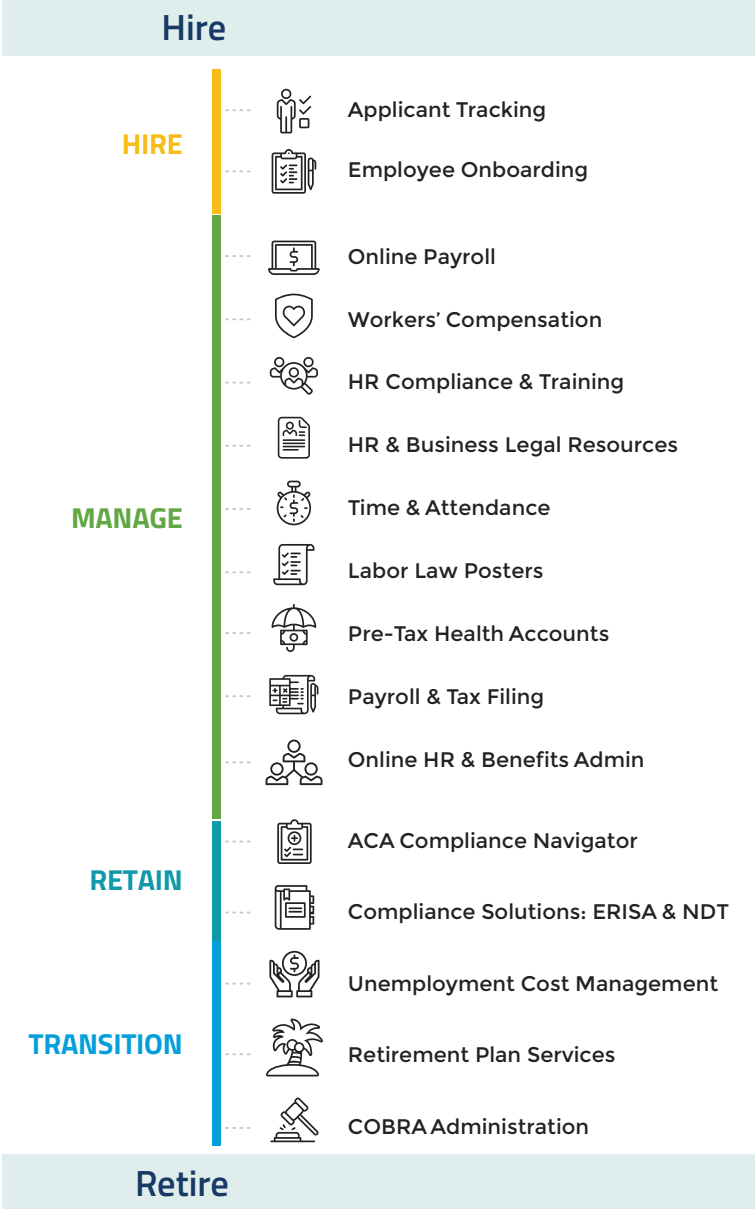 Hire
HIRE
Applicant Tracking
Employee Onboarding
MANAGE
Online Payroll
Workers’ Compensation
HR Compliance & Training
HR & Business Legal Resources
Time & Attendance
Labor Law Posters
Pre-Tax Health Accounts
Payroll & Tax Filing
Online HR & Benefits Admin
RETAIN
ACA Compliance Navigator
Compliance Solutions: ERISA & NDT
TRANSITION
Unemployment Cost Management
Retirement Plan Services
COBRA Administration
Retire